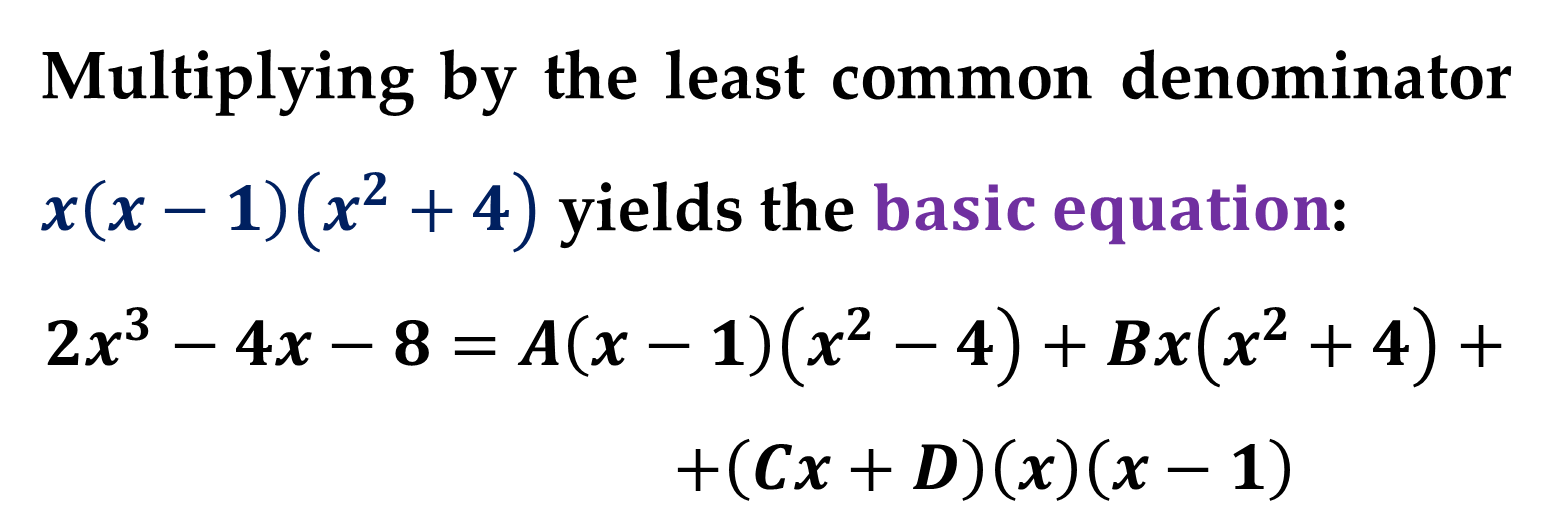 Multiplying by the least common denominator
x(x − 1)(x² + 4) yields the basic equation:
2x³ − 4x − 8 = A(x − 1)(x² − 4) + Bx(x² + 4) +
+(Cx + D)(x)(x − 1)